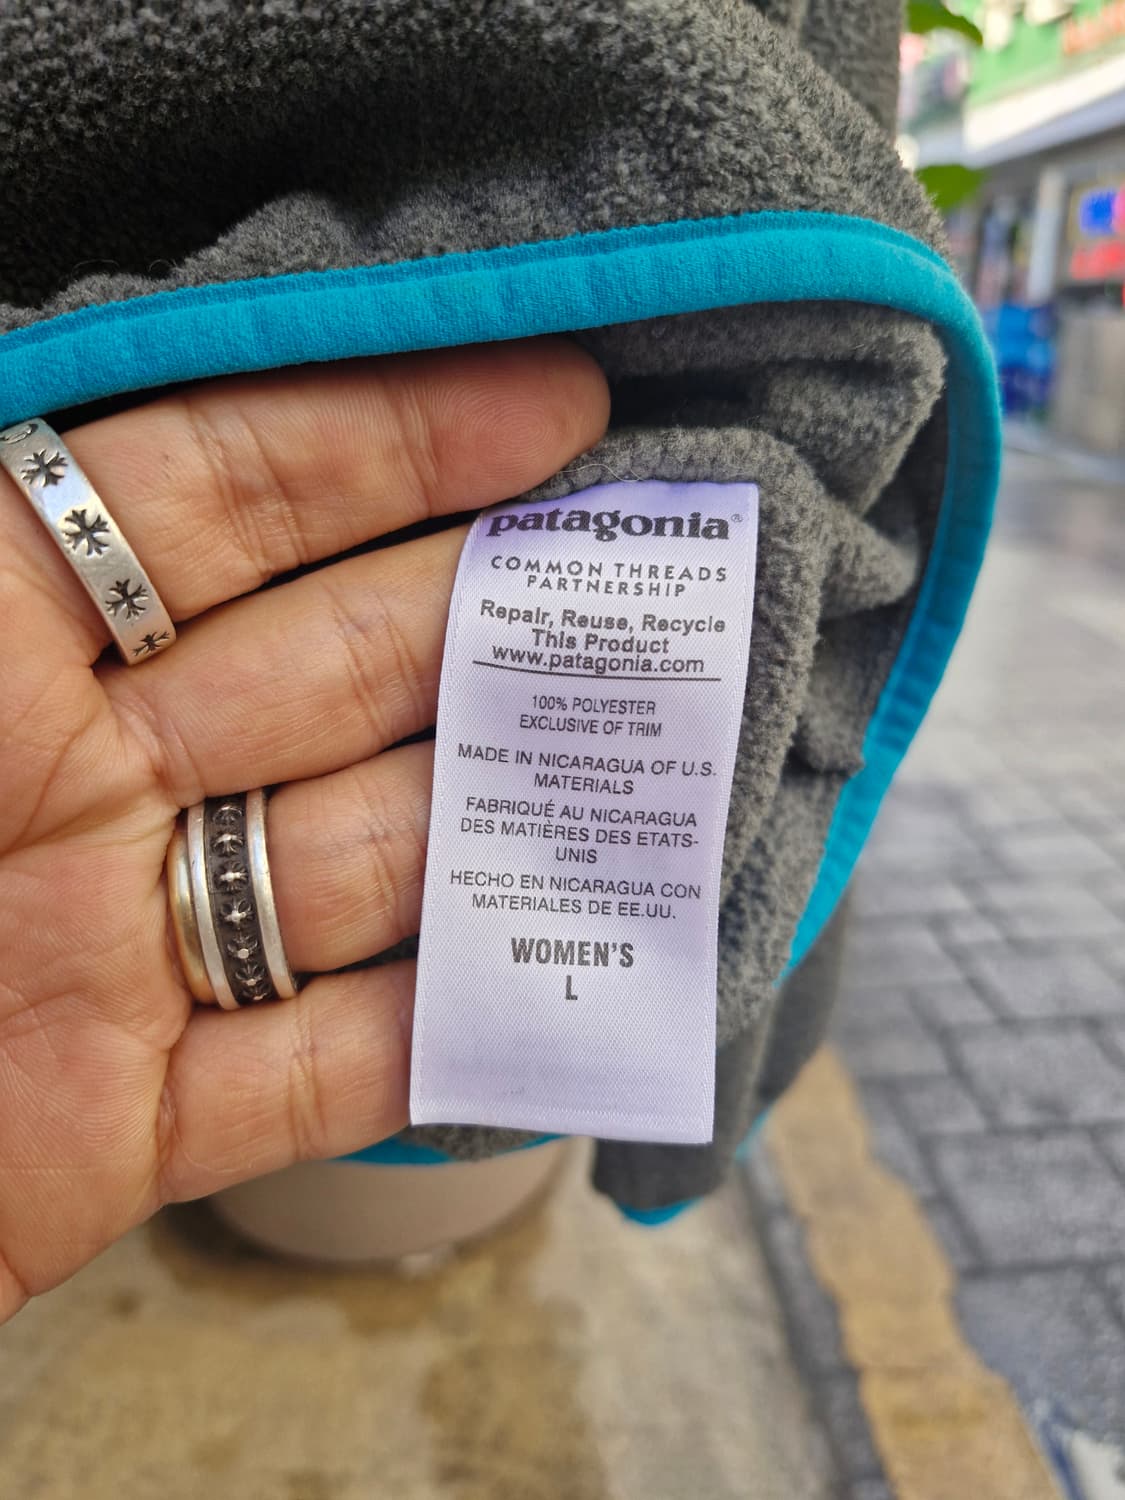 patagonia®
COMMON THREADS
PARTNERSHIP
Repair, Reuse, Recycle
This Product
www.patagonia.com
100% POLYESTER
EXCLUSIVE OF TRIM
MADE IN NICARAGUA OF U.S.
MATERIALS
FABRIQUÉ AU NICARAGUA
DES MATIÈRES DES ETATS-
UNIS
HECHO EN NICARAGUA CON
MATERIALES DE EE.UU.
WOMEN'S
L